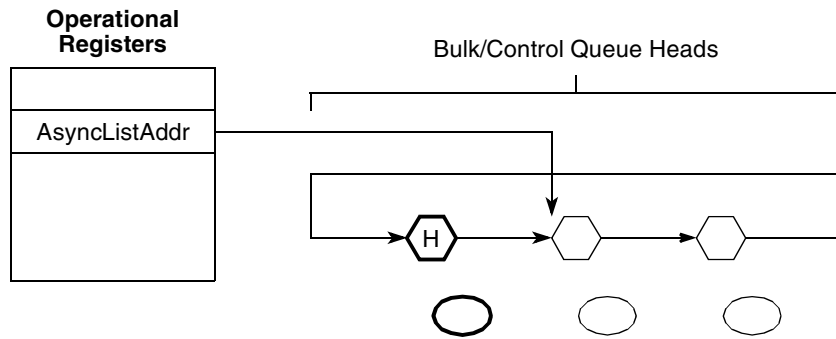 Operational
Registers
Bulk/Control Queue Heads
AsyncListAddr
H